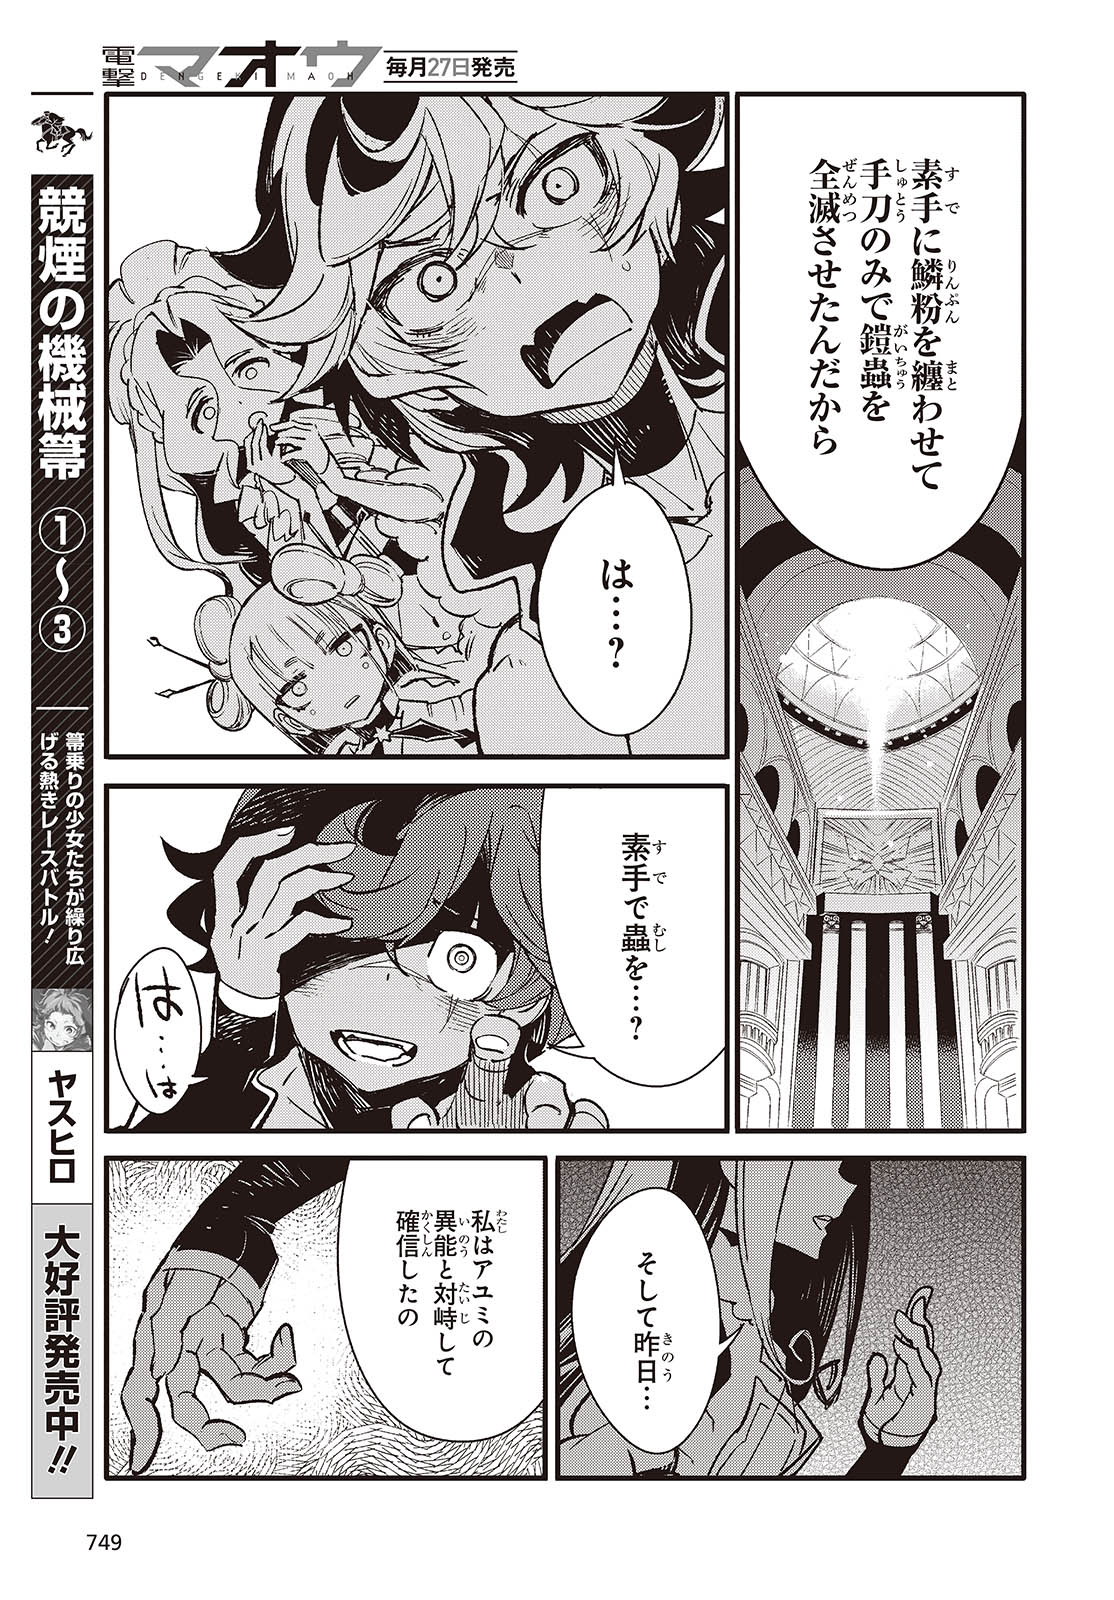 電撃マオウ
DENGEKI MAOH
毎月27日発売
素手に鱗粉を纏わせて
手刀のみで鎧蟲を
全滅させたんだから
は…?
素手で蟲を…?
は…は
そして昨日…
私はアユミの
異能と対峙して
確信したの
競煙の機械箒 ①〜③
箒乗りの少女たちが繰り広
げる熱きレースバトル!
ヤスヒロ
大好評発売中!!
749